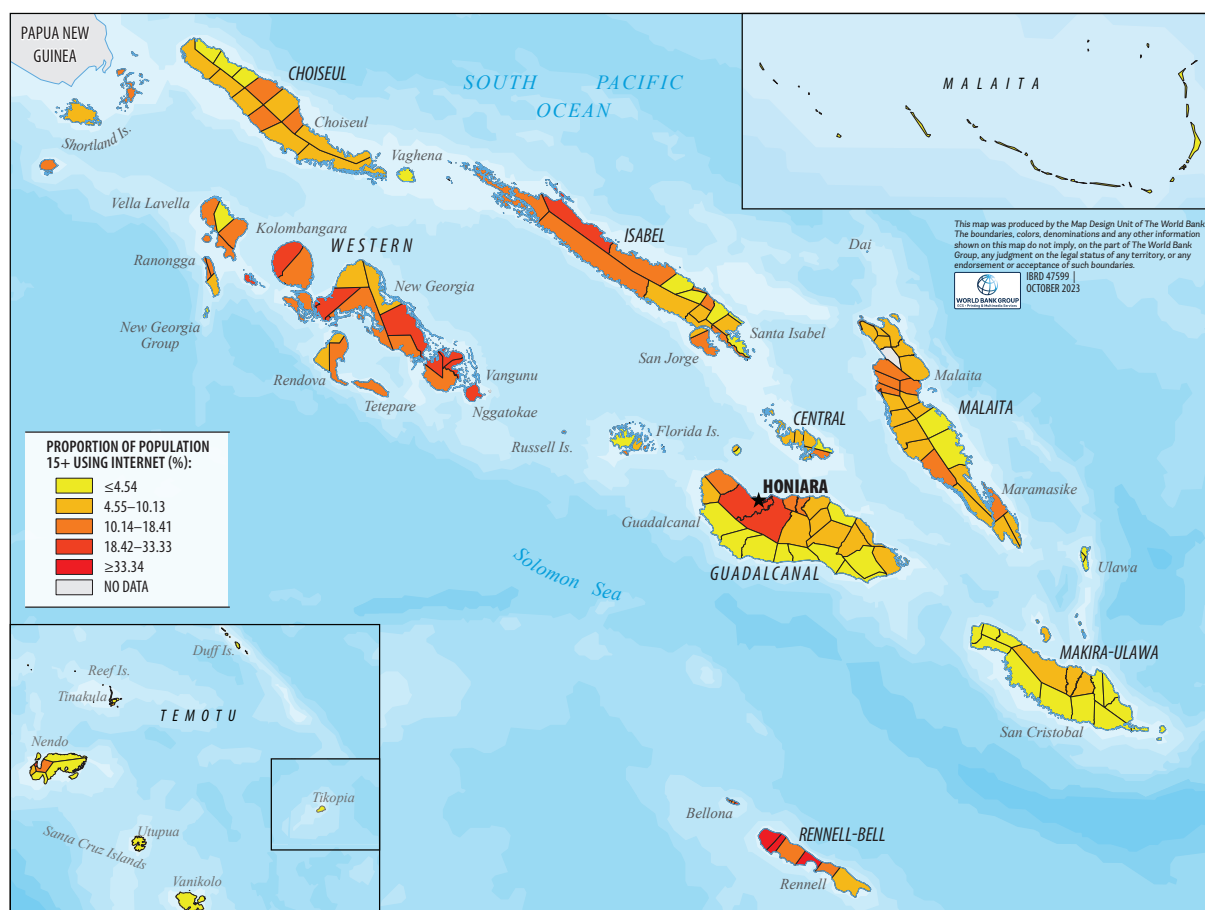 PAPUA NEW
GUINEA
CHOISEUL
SOUTH PACIFIC
OCEAN
MALAITA
Shortland Is.
Choiseul
Vaghena
Vella Lavella
Kolombangara
WESTERN
ISABEL
Dai
This map was produced by the Map Design Unit of The World Bank.
The boundaries, colors, denominations and any other information
shown on this map do not imply, on the part of The World Bank
Group, any judgment on the legal status of any territory, or any
endorsement or acceptance of such boundaries.
IBRD 47599 |
OCTOBER 2023
WORLD BANK GROUP
Ranongga
New Georgia
New Georgia
Group
Santa Isabel
San Jorge
Malaita
Rendova
Vangunu
Tetepare
Nggatokae
MALAITA
CENTRAL
Florida Is.
Russell Is.
PROPORTION OF POPULATION
15+ USING INTERNET (%):
≤4.54
4.55–10.13
10.14–18.41
18.42–33.33
≥33.34
NO DATA
HONIARA
Maramasike
Guadalcanal
GUADALCANAL
Solomon Sea
Ulawa
MAKIRA-ULAWA
San Cristobal
Duff Is.
Reef Is.
Tinakula
TEMOTU
Nendo
Tikopia
Utupua
Santa Cruz Islands
Vanikolo
Bellona
RENNELL-BELL
Rennell